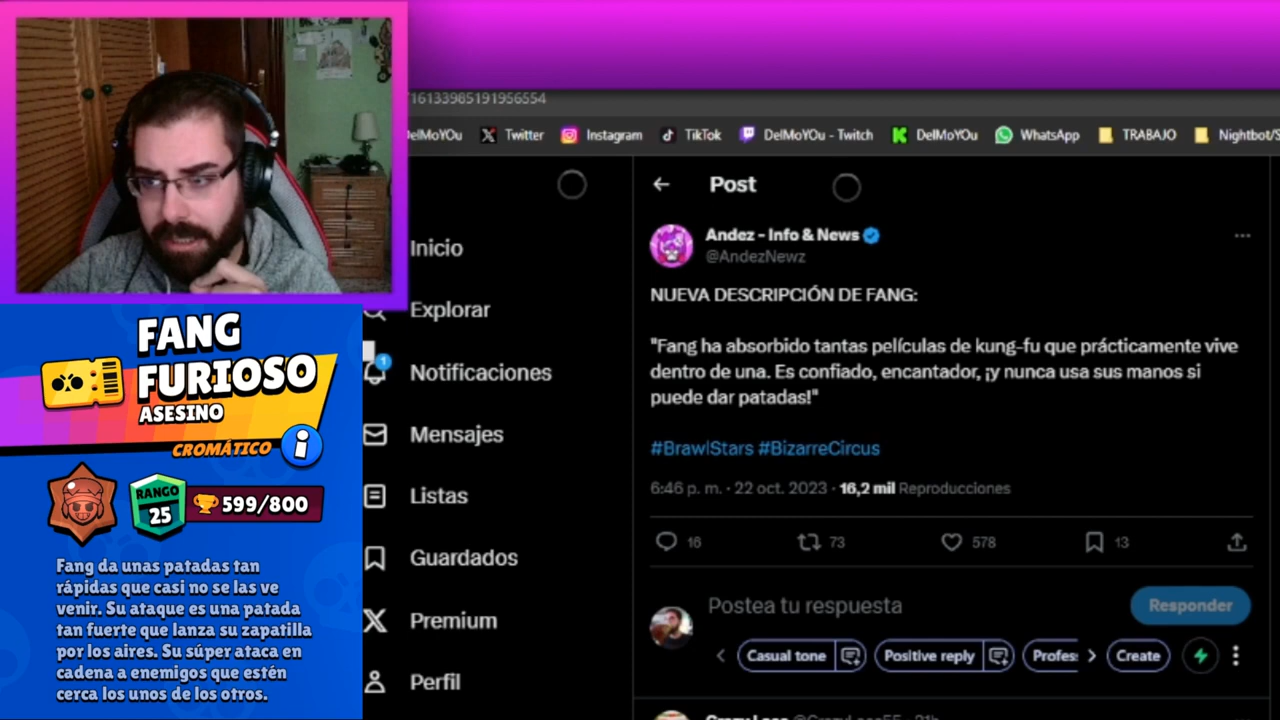 716133985191956554
DelMoYOu
Twitter
Instagram
TikTok
DelMoYOu - Twitch
DelMoYOu
WhatsApp
TRABAJO
Nightbot/S
Post
Andez - Info & News
@AndezNewz
NUEVA DESCRIPCIÓN DE FANG:
"Fang ha absorbido tantas películas de kung-fu que prácticamente vive
dentro de una. Es confiado, encantador, ¡y nunca usa sus manos si
puede dar patadas!"
#BrawlStars #BizarreCircus
6:46 p. m. · 22 oct. 2023 · 16,2 mil Reproducciones
16
73
578
13
Postea tu respuesta
Responder
Casual tone
Positive reply
Profes
Create
Inicio
Explorar
1
Notificaciones
Mensajes
Listas
Guardados
Premium
Perfil
FANG
FURIOSO
ASESINO
CROMÁTICO
i
RANGO
25
599/800
Fang da unas patadas tan
rápidas que casi no se las ve
venir. Su ataque es una patada
tan fuerte que lanza su zapatilla
por los aires. Su súper ataca en
cadena a enemigos que estén
cerca los unos de los otros.